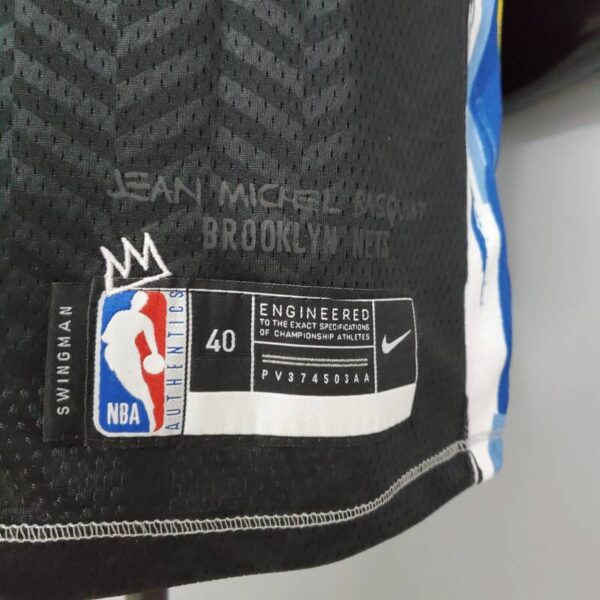 JEAN MICHEL BASQUIAT
BROOKLYN NETS
SWINGMAN
NBA
AUTHENTICS
40
ENGINEERED
TO THE EXACT SPECIFICATIONS
OF CHAMPIONSHIP ATHLETES
PV374503AA